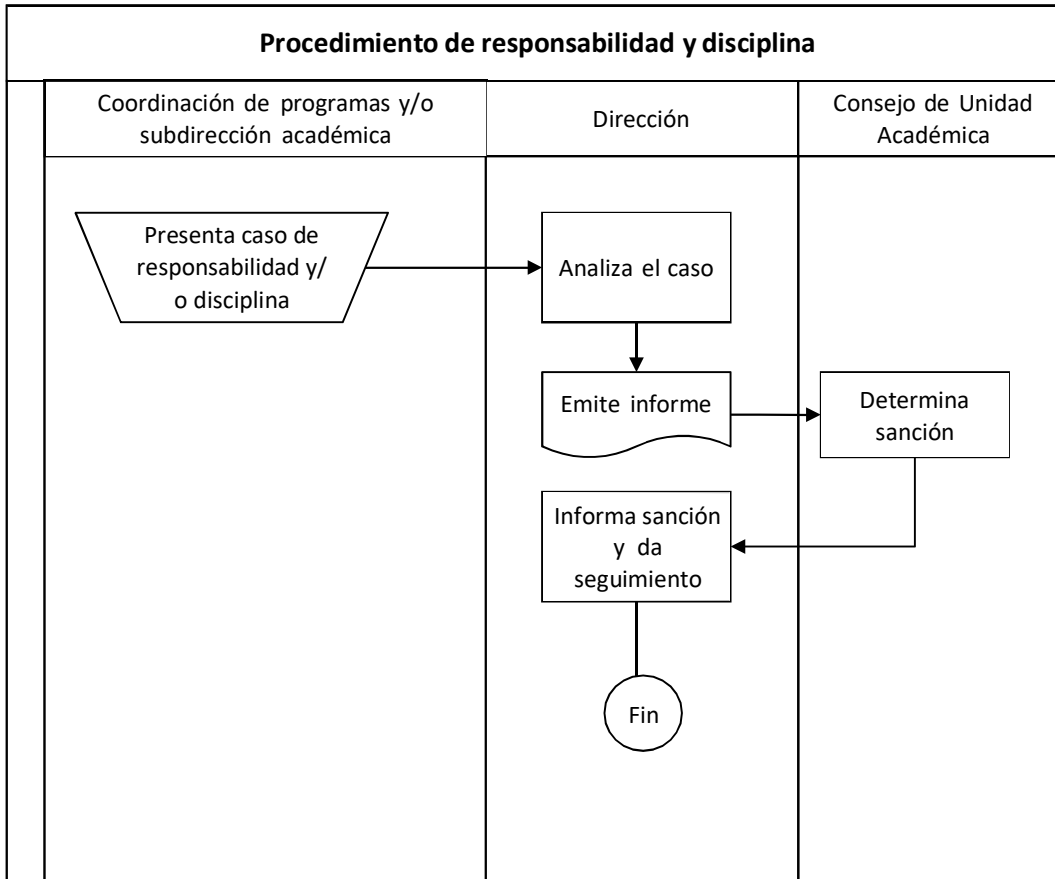 Procedimiento de responsabilidad y disciplina
Coordinación de programas y/o
subdirección académica
Dirección
Consejo de Unidad
Académica
Presenta caso de
responsabilidad y/
o disciplina
Analiza el caso
Emite informe
Determina
sanción
Informa sanción
y da
seguimiento
Fin